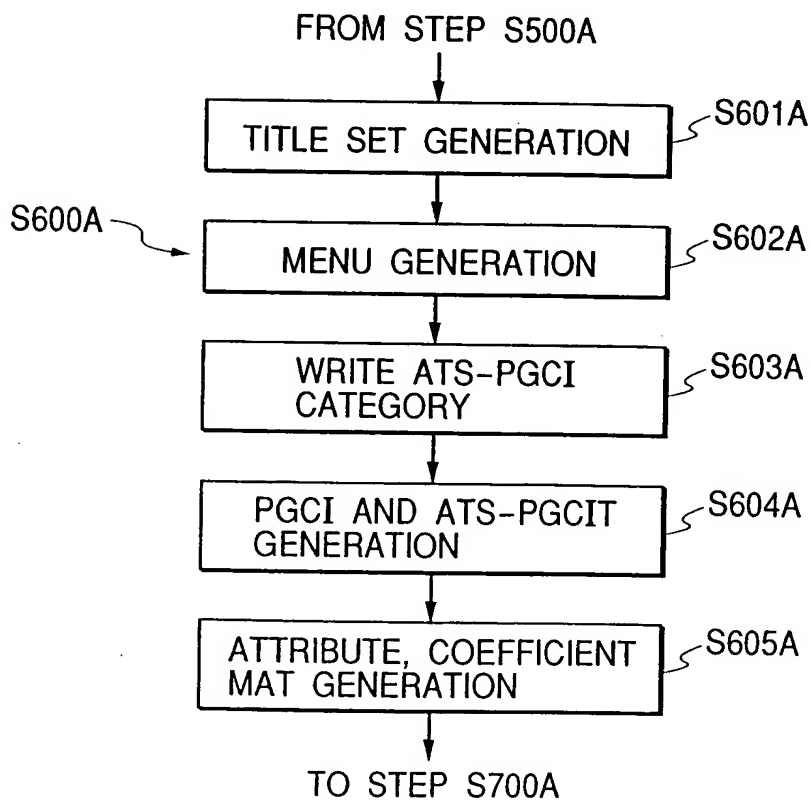 FROM STEP S500A
S601A
TITLE SET GENERATION
S600A
S602A
MENU GENERATION
WRITE ATS-PGCI
CATEGORY
S603A
PGCI AND ATS-PGCIT
GENERATION
S604A
ATTRIBUTE, COEFFICIENT
MAT GENERATION
S605A
TO STEP S700A